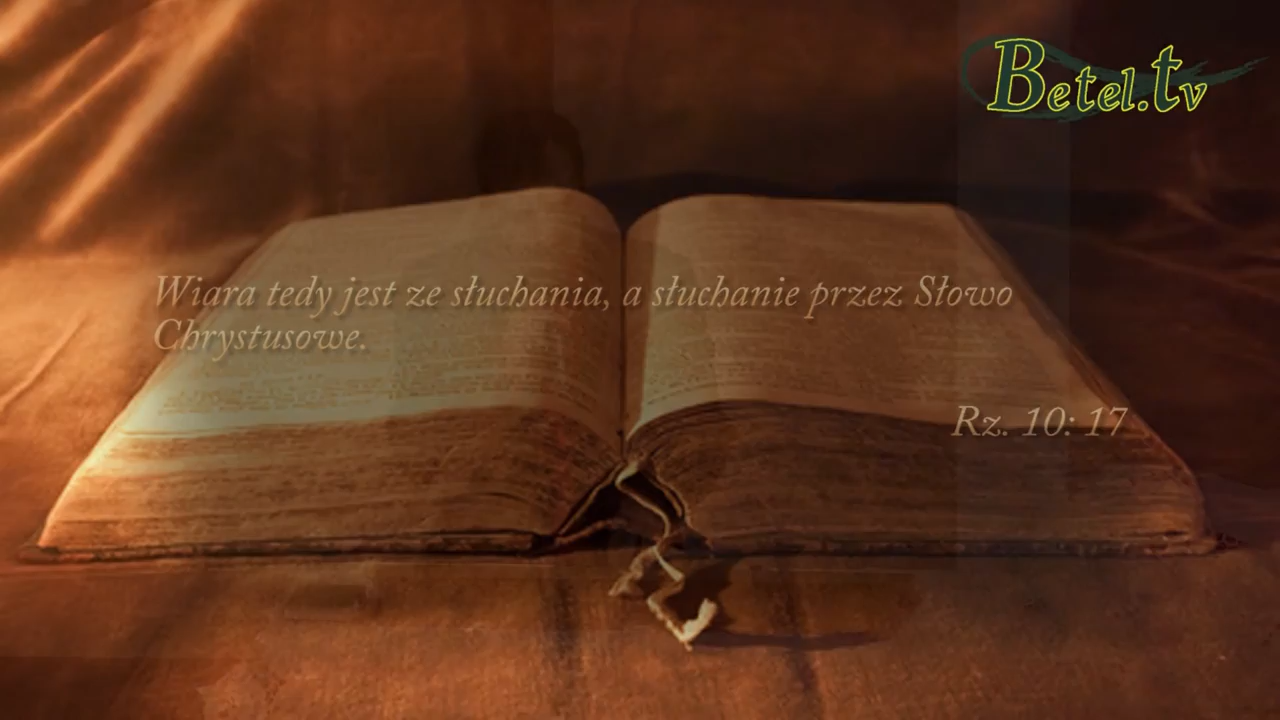 Betel.tv
Wiara tedy jest ze słuchania, a słuchanie przez Słowo
Chrystusowe.
Rz. 10: 17